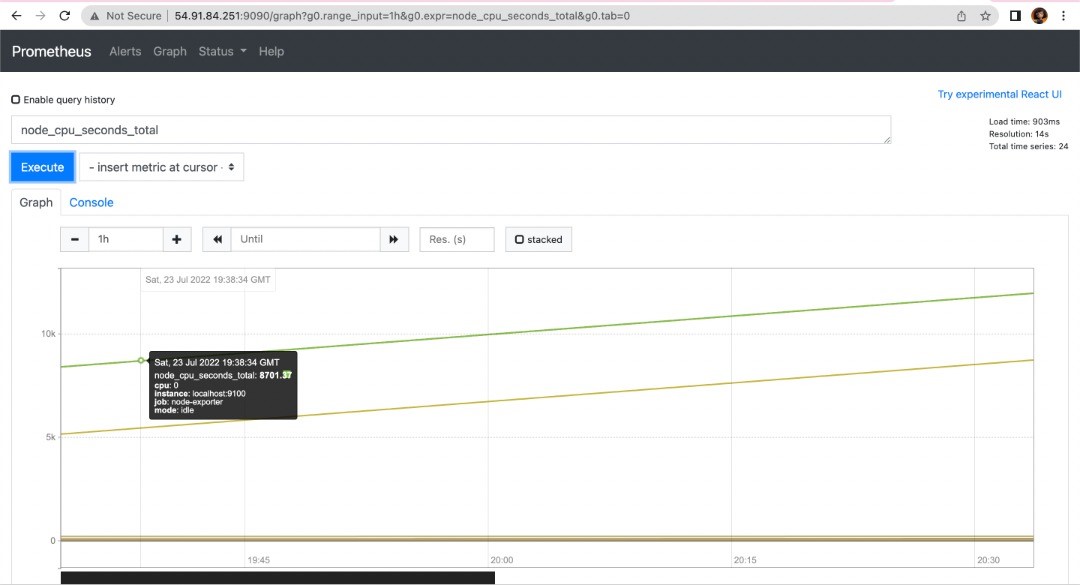 Not Secure | 54.91.84.251:9090/graph?g0.range_input=1h&g0.expr=node_cpu_seconds_total&g0.tab=0
Prometheus Alerts Graph Status Help
Try experimental React UI
Enable query history
Load time: 903ms
Resolution: 14s
Total time series: 24
node_cpu_seconds_total
Execute - insert metric at cursor -
Graph Console
- 1h + Until Res. (s) stacked
Sat, 23 Jul 2022 19:38:34 GMT
10k
Sat, 23 Jul 2022 19:38:34 GMT
node_cpu_seconds_total: 8701.37
cpu: 0
instance: localhost:9100
job: node-exporter
mode: idle
5k
0
19:45 20:00 20:15 20:30